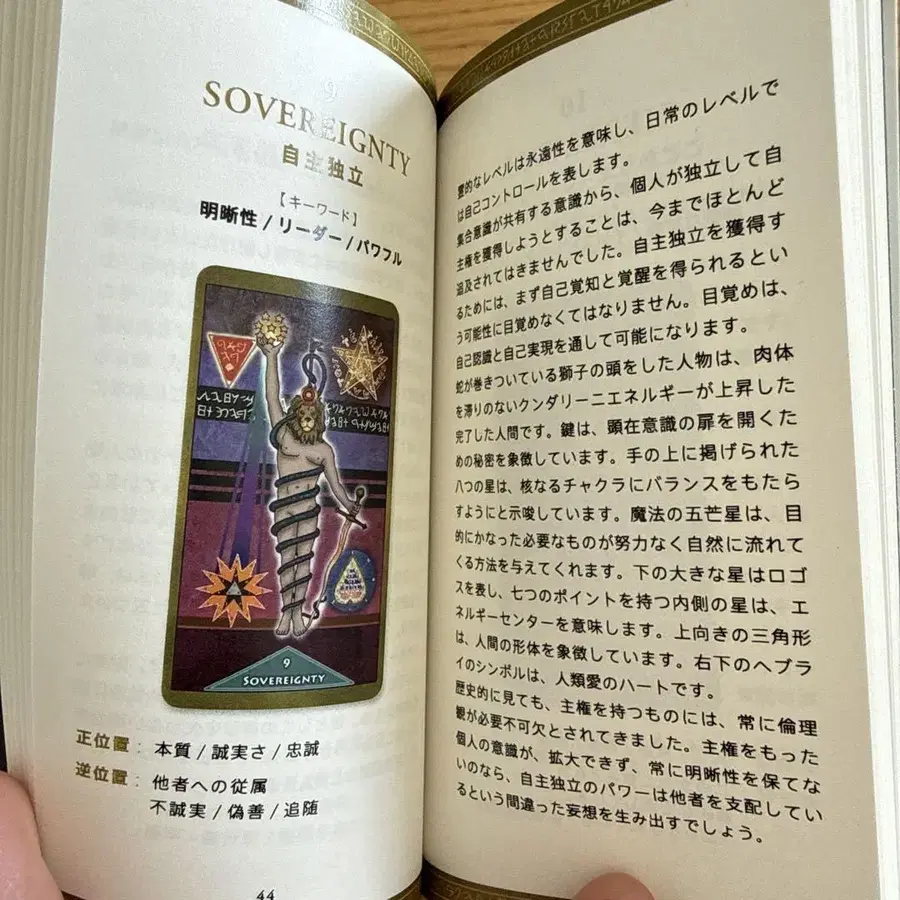 9
SOVEREIGNTY
自主独立
【キーワード】
明晰性/リーダー/パワフル
9
SOVEREIGNTY
正位置: 本質/誠実さ/忠誠
逆位置: 他者への従属
不誠実/偽善/追随
44
霊的なレベルは永遠性を意味し、日常のレベルで
は自己コントロールを表します。
集合意識が共有する意識から、個人が独立して自
主権を獲得しようとすることは、今までほとんど
追及されてはきませんでした。自主独立を獲得す
るためには、まず自己覚知と覚醒を得られるとい
う可能性に目覚めなくてはなりません。目覚めは、
自己認識と自己実現を通して可能になります。
蛇が巻きついている獅子の頭をした人物は、肉体
を滞りのないクンダリーニエネルギーが上昇した
完了した人間です。鍵は、顕在意識の扉を開くた
めの秘密を象徴しています。手の上に掲げられた
八つの星は、核なるチャクラにバランスをもたら
すようにと示唆しています。魔法の五芒星は、目
的にかなった必要なものが努力なく自然に流れて
くる方法を与えてくれます。下の大きな星はロゴ
スを表し、七つのポイントを持つ内側の星は、エ
ネルギーセンターを意味します。上向きの三角形
は、人間の形体を象徴しています。右下のヘブラ
イのシンボルは、人類愛のハートです。
歴史的に見ても、主権を持つものには、常に倫理
観が必要不可欠とされてきました。主権をもった
個人の意識が、拡大できず、常に明晰性を保てな
いのなら、自主独立のパワーは他者を支配してい
るという間違った妄想を生み出すでしょう。